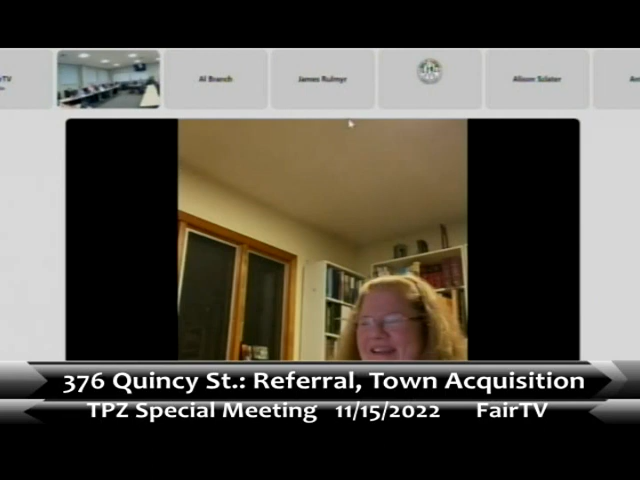 Al Branch
James Rulmyr
Alison Sclater
376 Quincy St.: Referral, Town Acquisition
TPZ Special Meeting 11/15/2022 FairTV